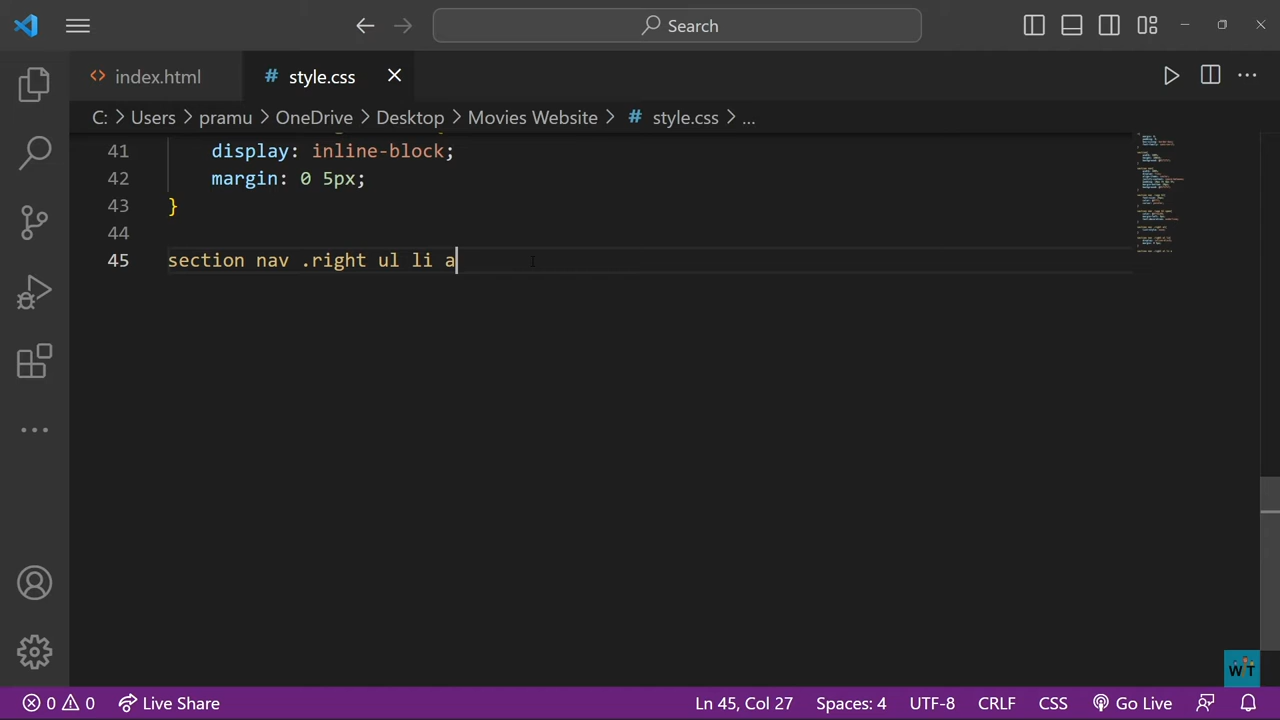 Search
index.html
# style.css
C: > Users > pramu > OneDrive > Desktop > Movies Website > # style.css > ...
41 display: inline-block;
42 margin: 0 5px;
43 }
44
45 section nav .right ul li a
WT
0 0 Live Share Ln 45, Col 27 Spaces: 4 UTF-8 CRLF CSS Go Live